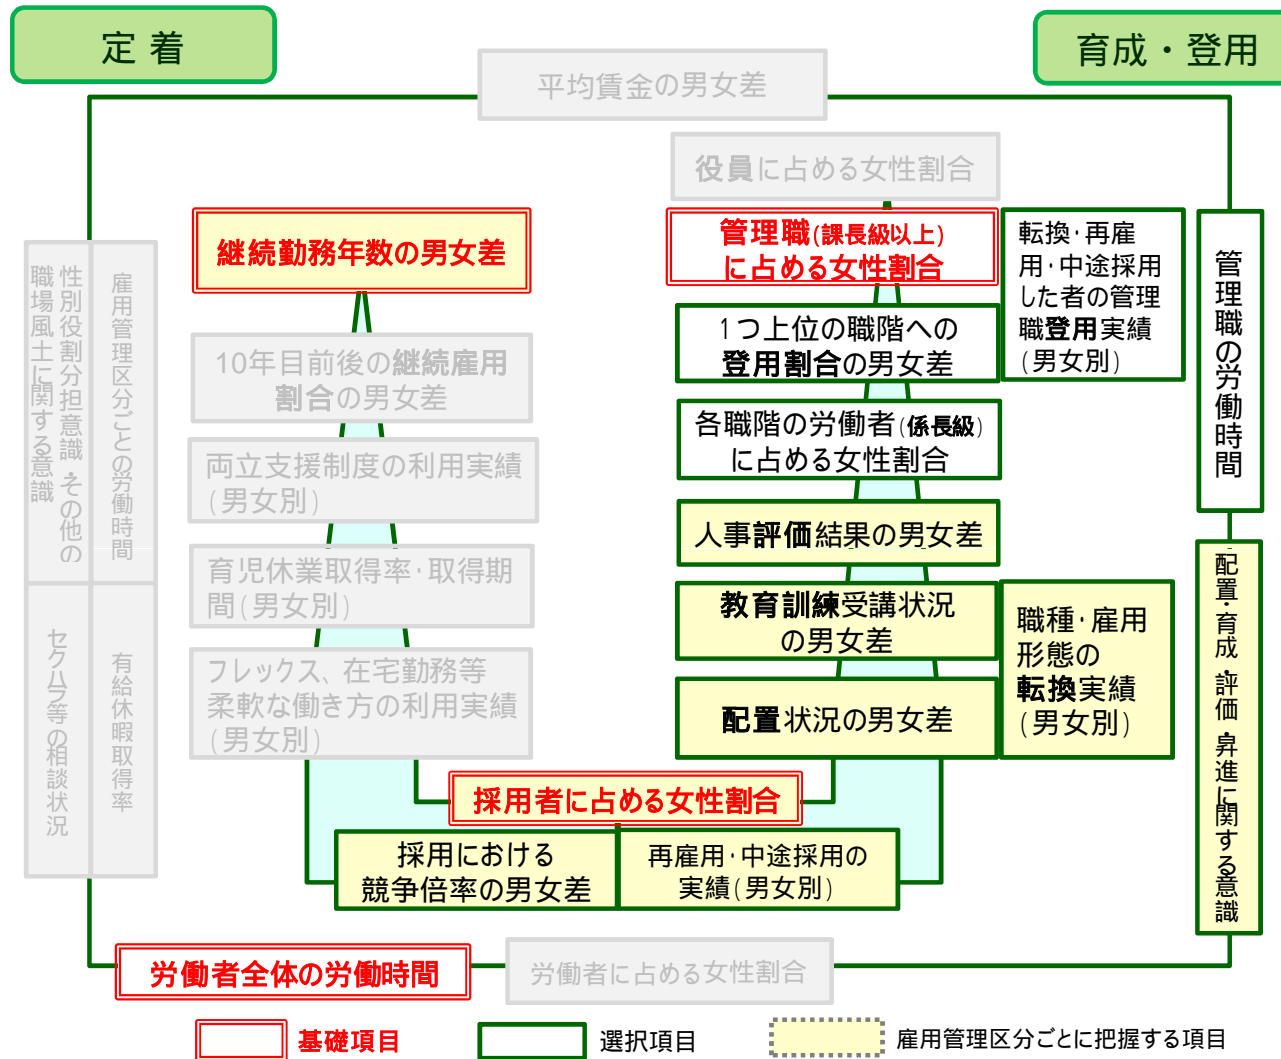 定 着
育成・登用
平均賃金の男女差
役員に占める女性割合
継続勤務年数の男女差
管理職(課長級以上)
に占める女性割合
転換・再雇
用・中途採用
した者の管理
職登用実績
(男女別)
管理職の労働時間
性別役割分担意識・その他の
職場風土に関する意識
雇用管理区分ごとの労働時間
10年目前後の継続雇用
割合の男女差
1つ上位の職階への
登用割合の男女差
各職階の労働者(係長級)
に占める女性割合
両立支援制度の利用実績
(男女別)
人事評価結果の男女差
育児休業取得率・取得期
間(男女別)
教育訓練受講状況
の男女差
職種・雇用
形態の
転換実績
(男女別)
配置・育成・評価・昇進に関する意識
セクハラ等の相談状況
有給休暇取得率
フレックス、在宅勤務等
柔軟な働き方の利用実績
(男女別)
配置状況の男女差
採用者に占める女性割合
採用における
競争倍率の男女差
再雇用・中途採用の
実績(男女別)
労働者全体の労働時間
労働者に占める女性割合
基礎項目
選択項目
雇用管理区分ごとに把握する項目